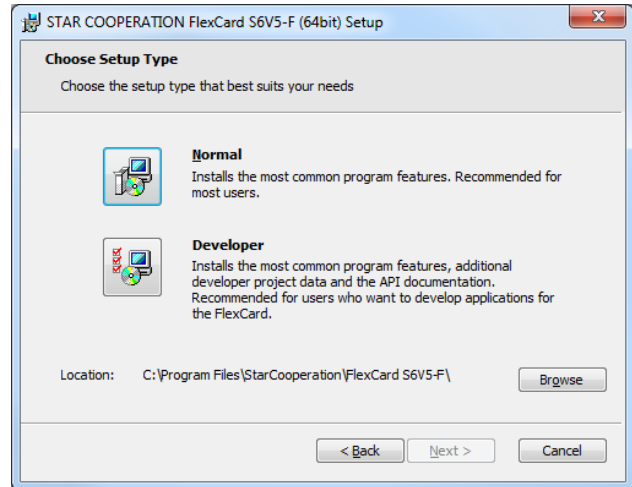 STAR COOPERATION FlexCard S6V5-F (64bit) Setup
Choose Setup Type
Choose the setup type that best suits your needs
Normal
Installs the most common program features. Recommended for
most users.
Developer
Installs the most common program features, additional
developer project data and the API documentation.
Recommended for users who want to develop applications for
the FlexCard.
Location: C:\Program Files\StarCooperation\FlexCard S6V5-F\ Browse
< Back Next > Cancel